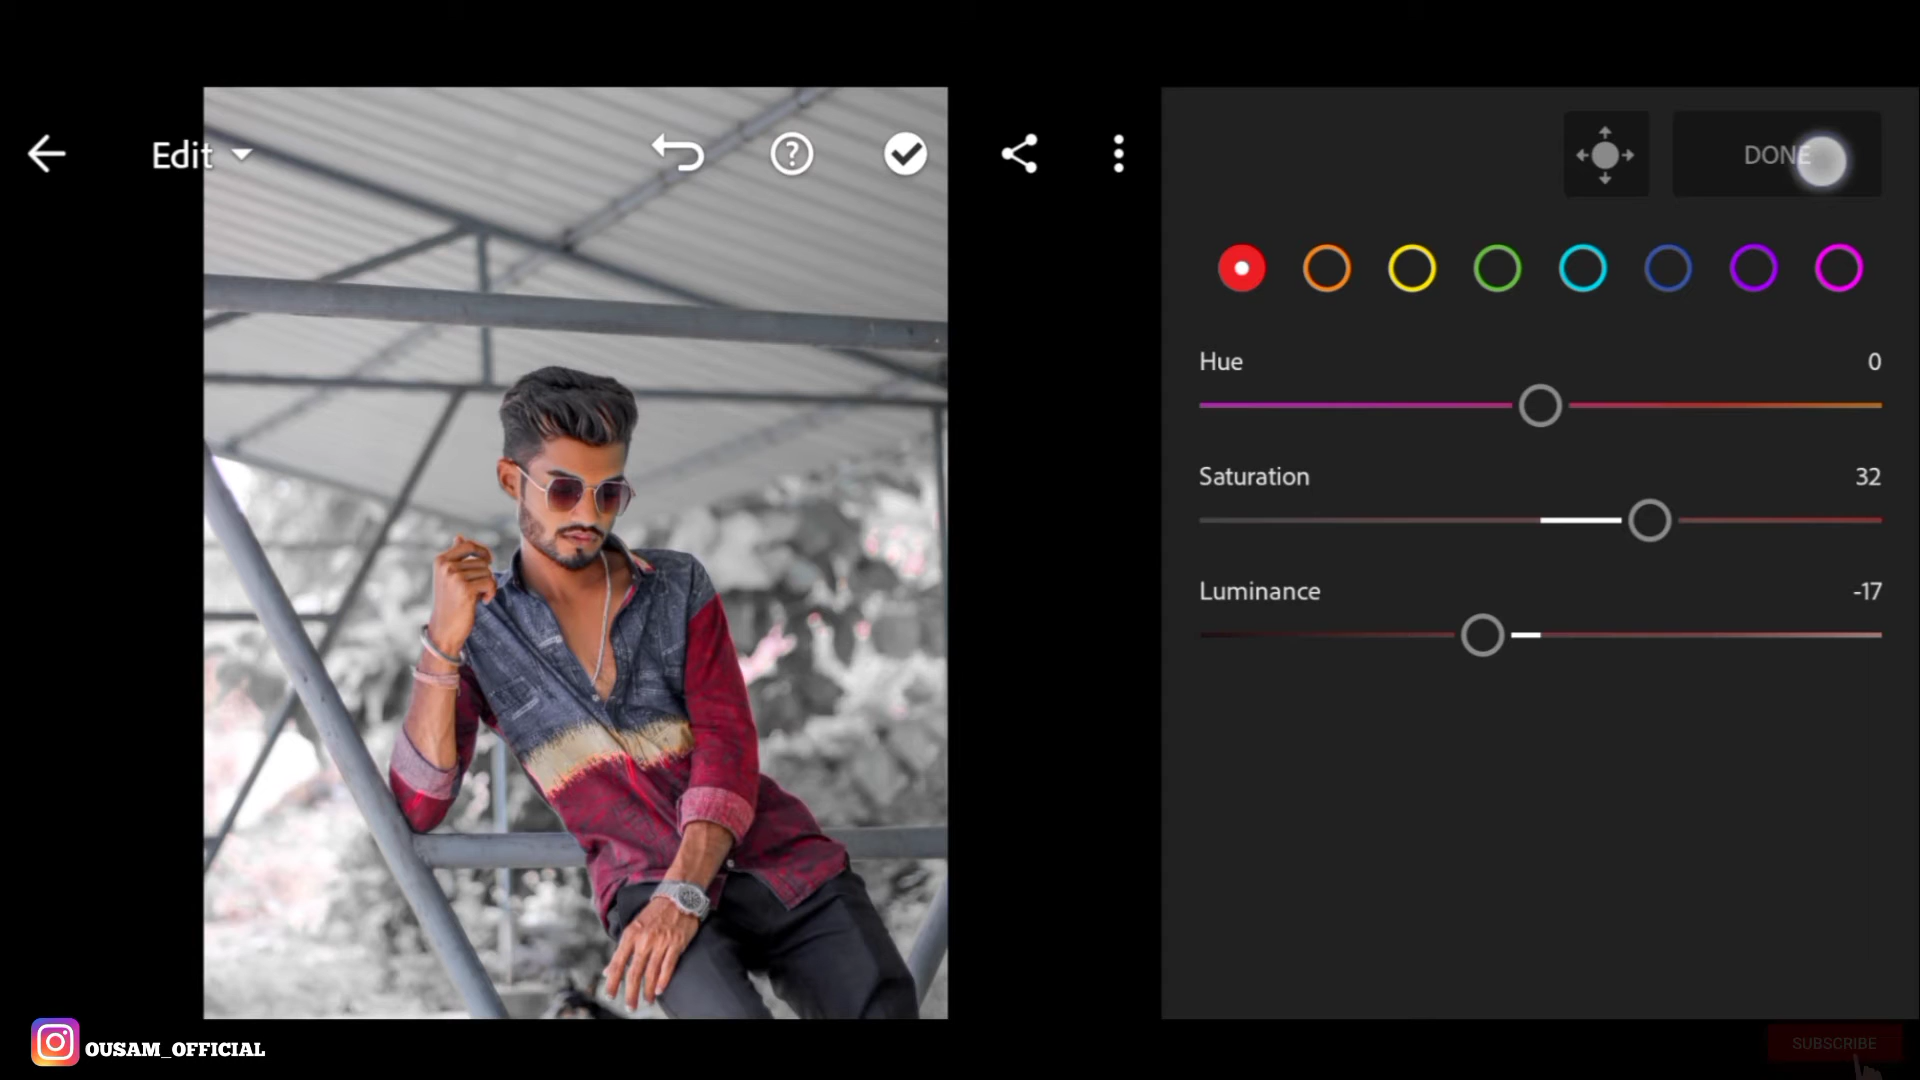 Edit
DONE
Hue 0
Saturation 32
Luminance -17
OUSAM_OFFICIAL
SUBSCRIBE